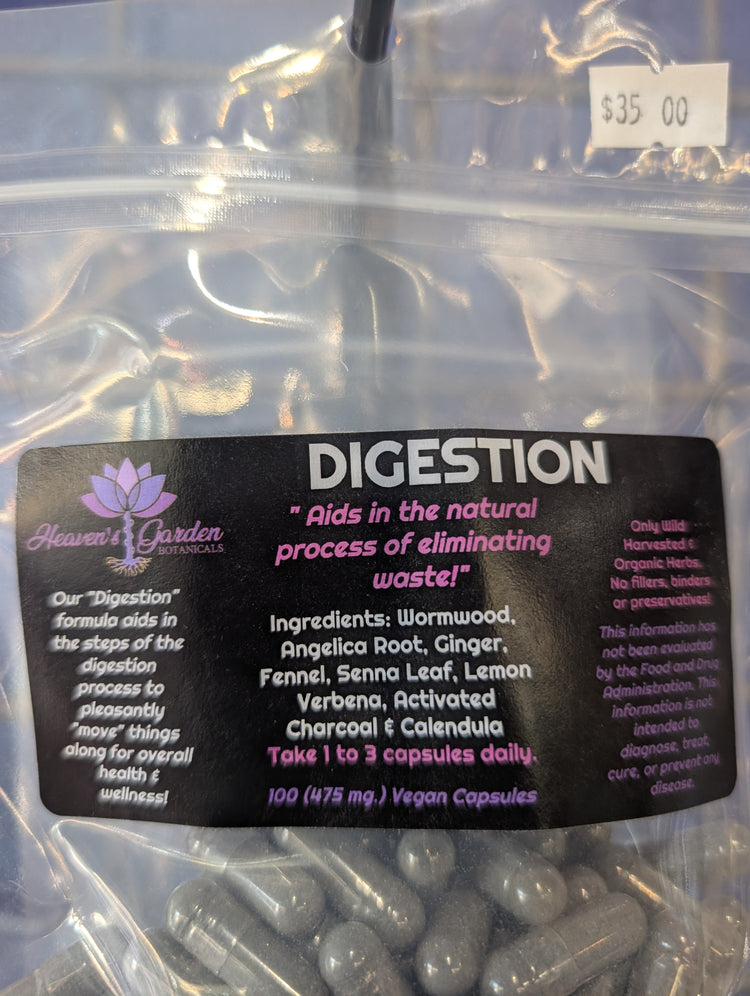 $35 00
DIGESTION
" Aids in the natural
process of eliminating
waste!"
Heaven's Garden
BOTANICALS
Our "Digestion"
formula aids in
the steps of the
digestion
process to
pleasantly
"move" things
along for overall
health &
wellness!
Ingredients: Wormwood,
Angelica Root, Ginger,
Fennel, Senna Leaf, Lemon
Verbena, Activated
Charcoal & Calendula
Take 1 to 3 capsules daily.
100 (475 mg.) Vegan Capsules
Only Wild
Harvested &
Organic Herbs.
No fillers, binders
or preservatives!
This information has
not been evaluated
by the Food and Drug
Administration. This
information is not
intended to
diagnose, treat,
cure, or prevent any
disease.